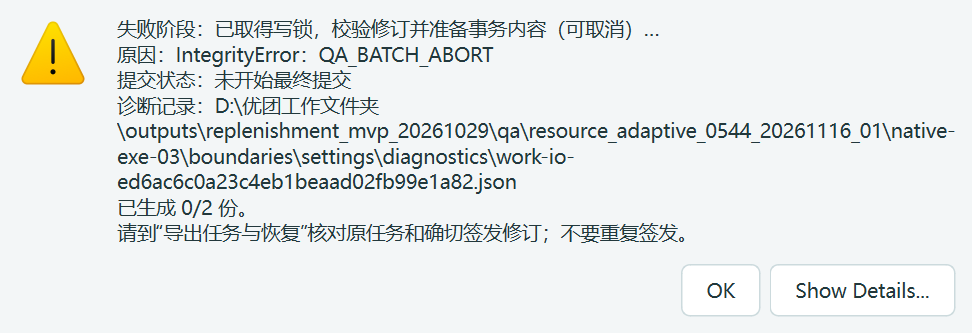 失败阶段：已取得写锁，校验修订并准备事务内容（可取消）…
原因：IntegrityError：QA_BATCH_ABORT
提交状态：未开始最终提交
诊断记录：D:\优团工作文件夹
\outputs\replenishment_mvp_20261029\qa\resource_adaptive_0544_20261116_01\native-
exe-03\boundaries\settings\diagnostics\work-io-
ed6ac6c0a23c4eb1beaad02fb99e1a82.json
已生成 0/2 份。
请到“导出任务与恢复”核对原任务和确切签发修订；不要重复签发。
OK
Show Details...